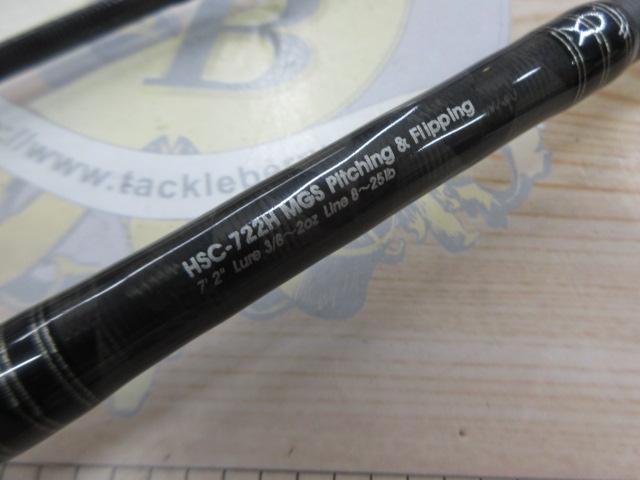 B
://www.tacklebe
HSC-722H MGS Pitching & Flipping
7' 2" Lure 3/8~2oz Line 8~25lb